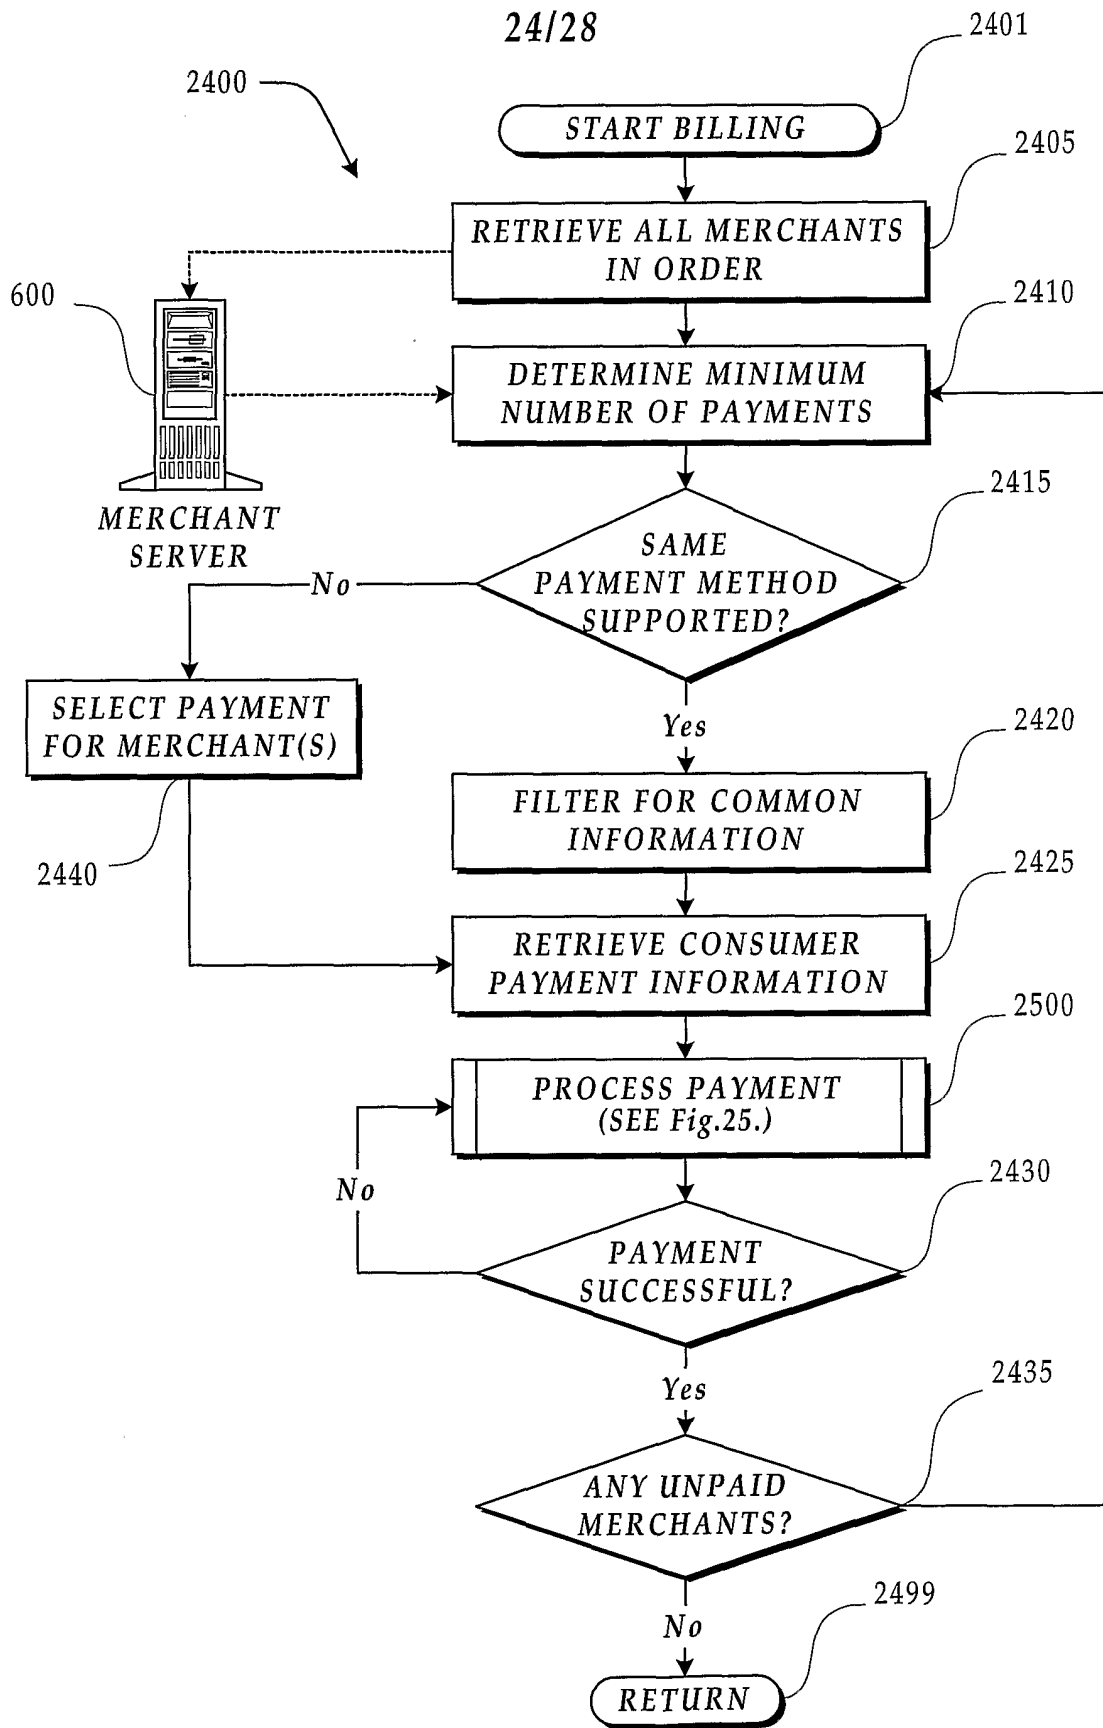 24/28
2401
2400
START BILLING
2405
RETRIEVE ALL MERCHANTS
IN ORDER
600
2410
DETERMINE MINIMUM
NUMBER OF PAYMENTS
MERCHANT
SERVER
2415
SAME
PAYMENT METHOD
SUPPORTED?
No
SELECT PAYMENT
FOR MERCHANT(S)
Yes
2420
FILTER FOR COMMON
INFORMATION
2440
2425
RETRIEVE CONSUMER
PAYMENT INFORMATION
2500
PROCESS PAYMENT
(SEE Fig.25.)
No
2430
PAYMENT
SUCCESSFUL?
Yes
2435
ANY UNPAID
MERCHANTS?
No
2499
RETURN